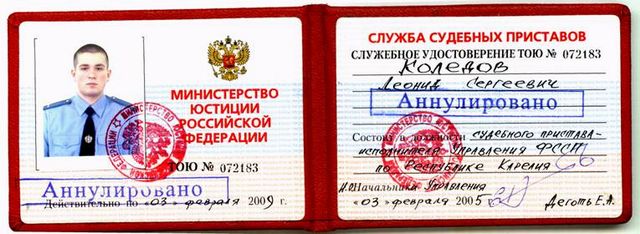 МИНИСТЕРСТВО
ЮСТИЦИИ
РОССИЙСКОЙ
ФЕДЕРАЦИИ
ТОЮ № 072183
Аннулировано
Действительно по «03» февраля 2009 г.
СЛУЖБА СУДЕБНЫХ ПРИСТАВОВ
СЛУЖЕБНОЕ УДОСТОВЕРЕНИЕ ТОЮ № 072183
Коледов
Леонид Сергеевич
Аннулировано
Состоит в должности судебного пристава-
исполнителя Управления ФССП
по Республике Карелия
И.О. Начальника Управления
«03» февраля 2005 Деготь Е.А.